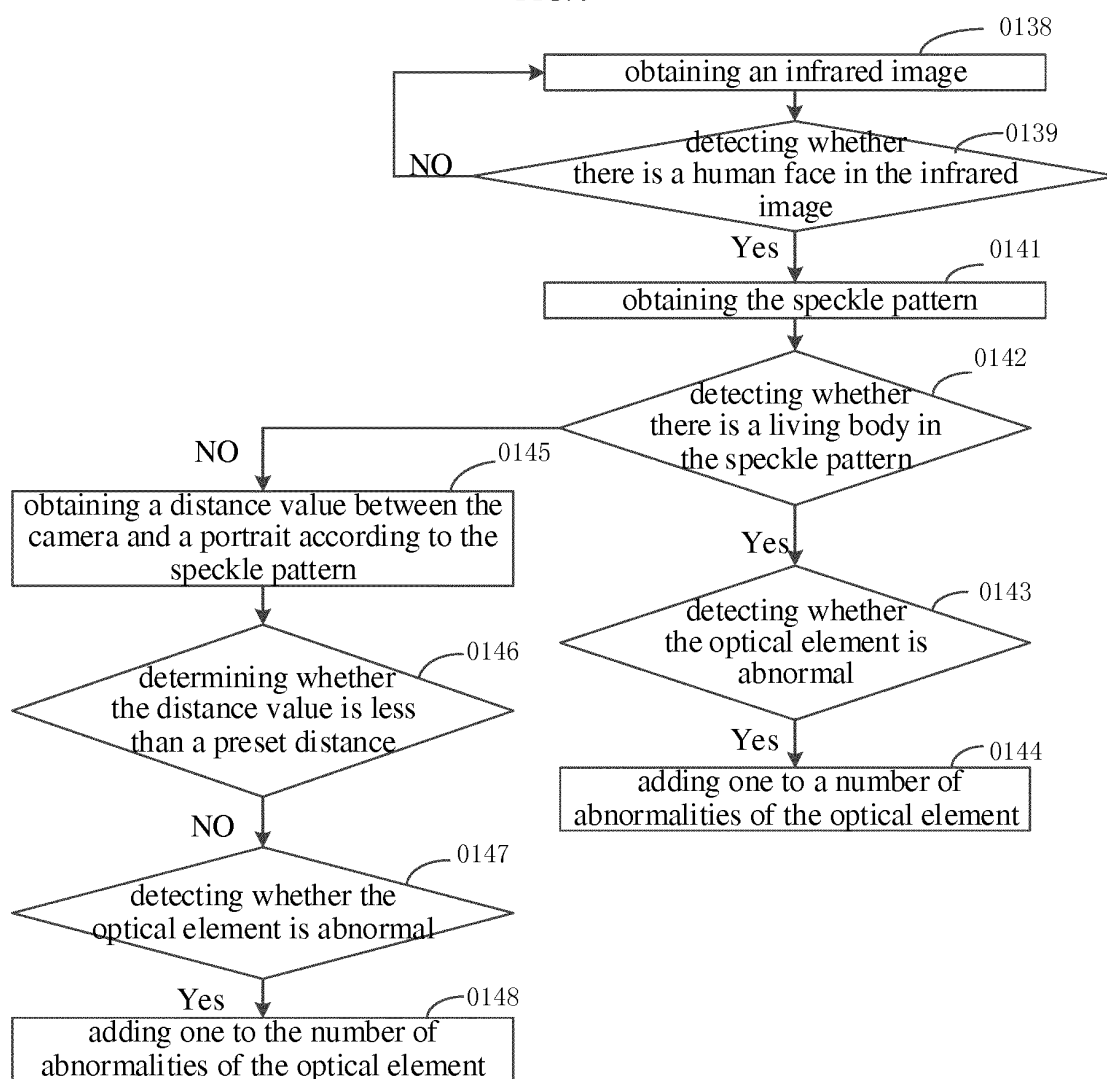 0138
obtaining an infrared image
0139
detecting whether
there is a human face in the infrared
image
NO
Yes
0141
obtaining the speckle pattern
0142
detecting whether
there is a living body in
the speckle pattern
NO
0145
obtaining a distance value between the
camera and a portrait according to the
speckle pattern
Yes
0143
detecting whether
the optical element is
abnormal
0146
determining whether
the distance value is less
than a preset distance
Yes
0144
adding one to a number of
abnormalities of the optical element
NO
0147
detecting whether the
optical element is abnormal
Yes
0148
adding one to the number of
abnormalities of the optical element